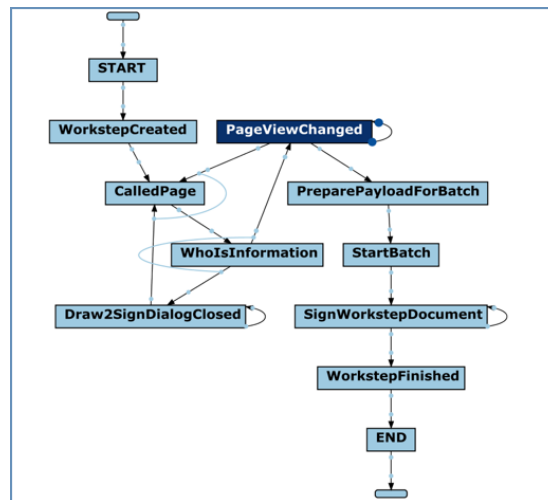 START
WorkstepCreated
PageViewChanged
CalledPage
PreparePayloadForBatch
WhoIsInformation
StartBatch
Draw2SignDialogClosed
SignWorkstepDocument
WorkstepFinished
END